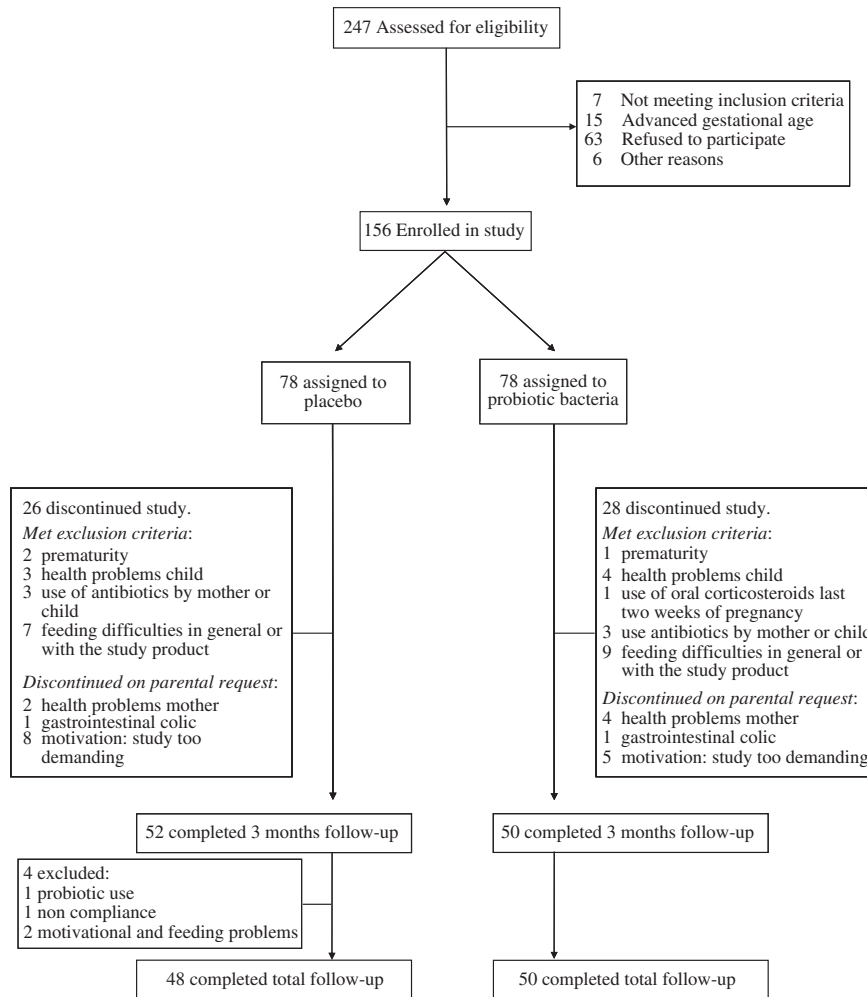 247 Assessed for eligibility
7 Not meeting inclusion criteria
15 Advanced gestational age
63 Refused to participate
6 Other reasons
156 Enrolled in study
78 assigned to
placebo
78 assigned to
probiotic bacteria
26 discontinued study.
Met exclusion criteria:
2 prematurity
3 health problems child
3 use of antibiotics by mother or
child
7 feeding difficulties in general or
with the study product
Discontinued on parental request:
2 health problems mother
1 gastrointestinal colic
8 motivation: study too
demanding
28 discontinued study.
Met exclusion criteria:
1 prematurity
4 health problems child
1 use of oral corticosteroids last
two weeks of pregnancy
3 use antibiotics by mother or child
9 feeding difficulties in general or
with the study product
Discontinued on parental request:
4 health problems mother
1 gastrointestinal colic
5 motivation: study too demanding
52 completed 3 months follow-up
50 completed 3 months follow-up
4 excluded:
1 probiotic use
1 non compliance
2 motivational and feeding problems
48 completed total follow-up
50 completed total follow-up